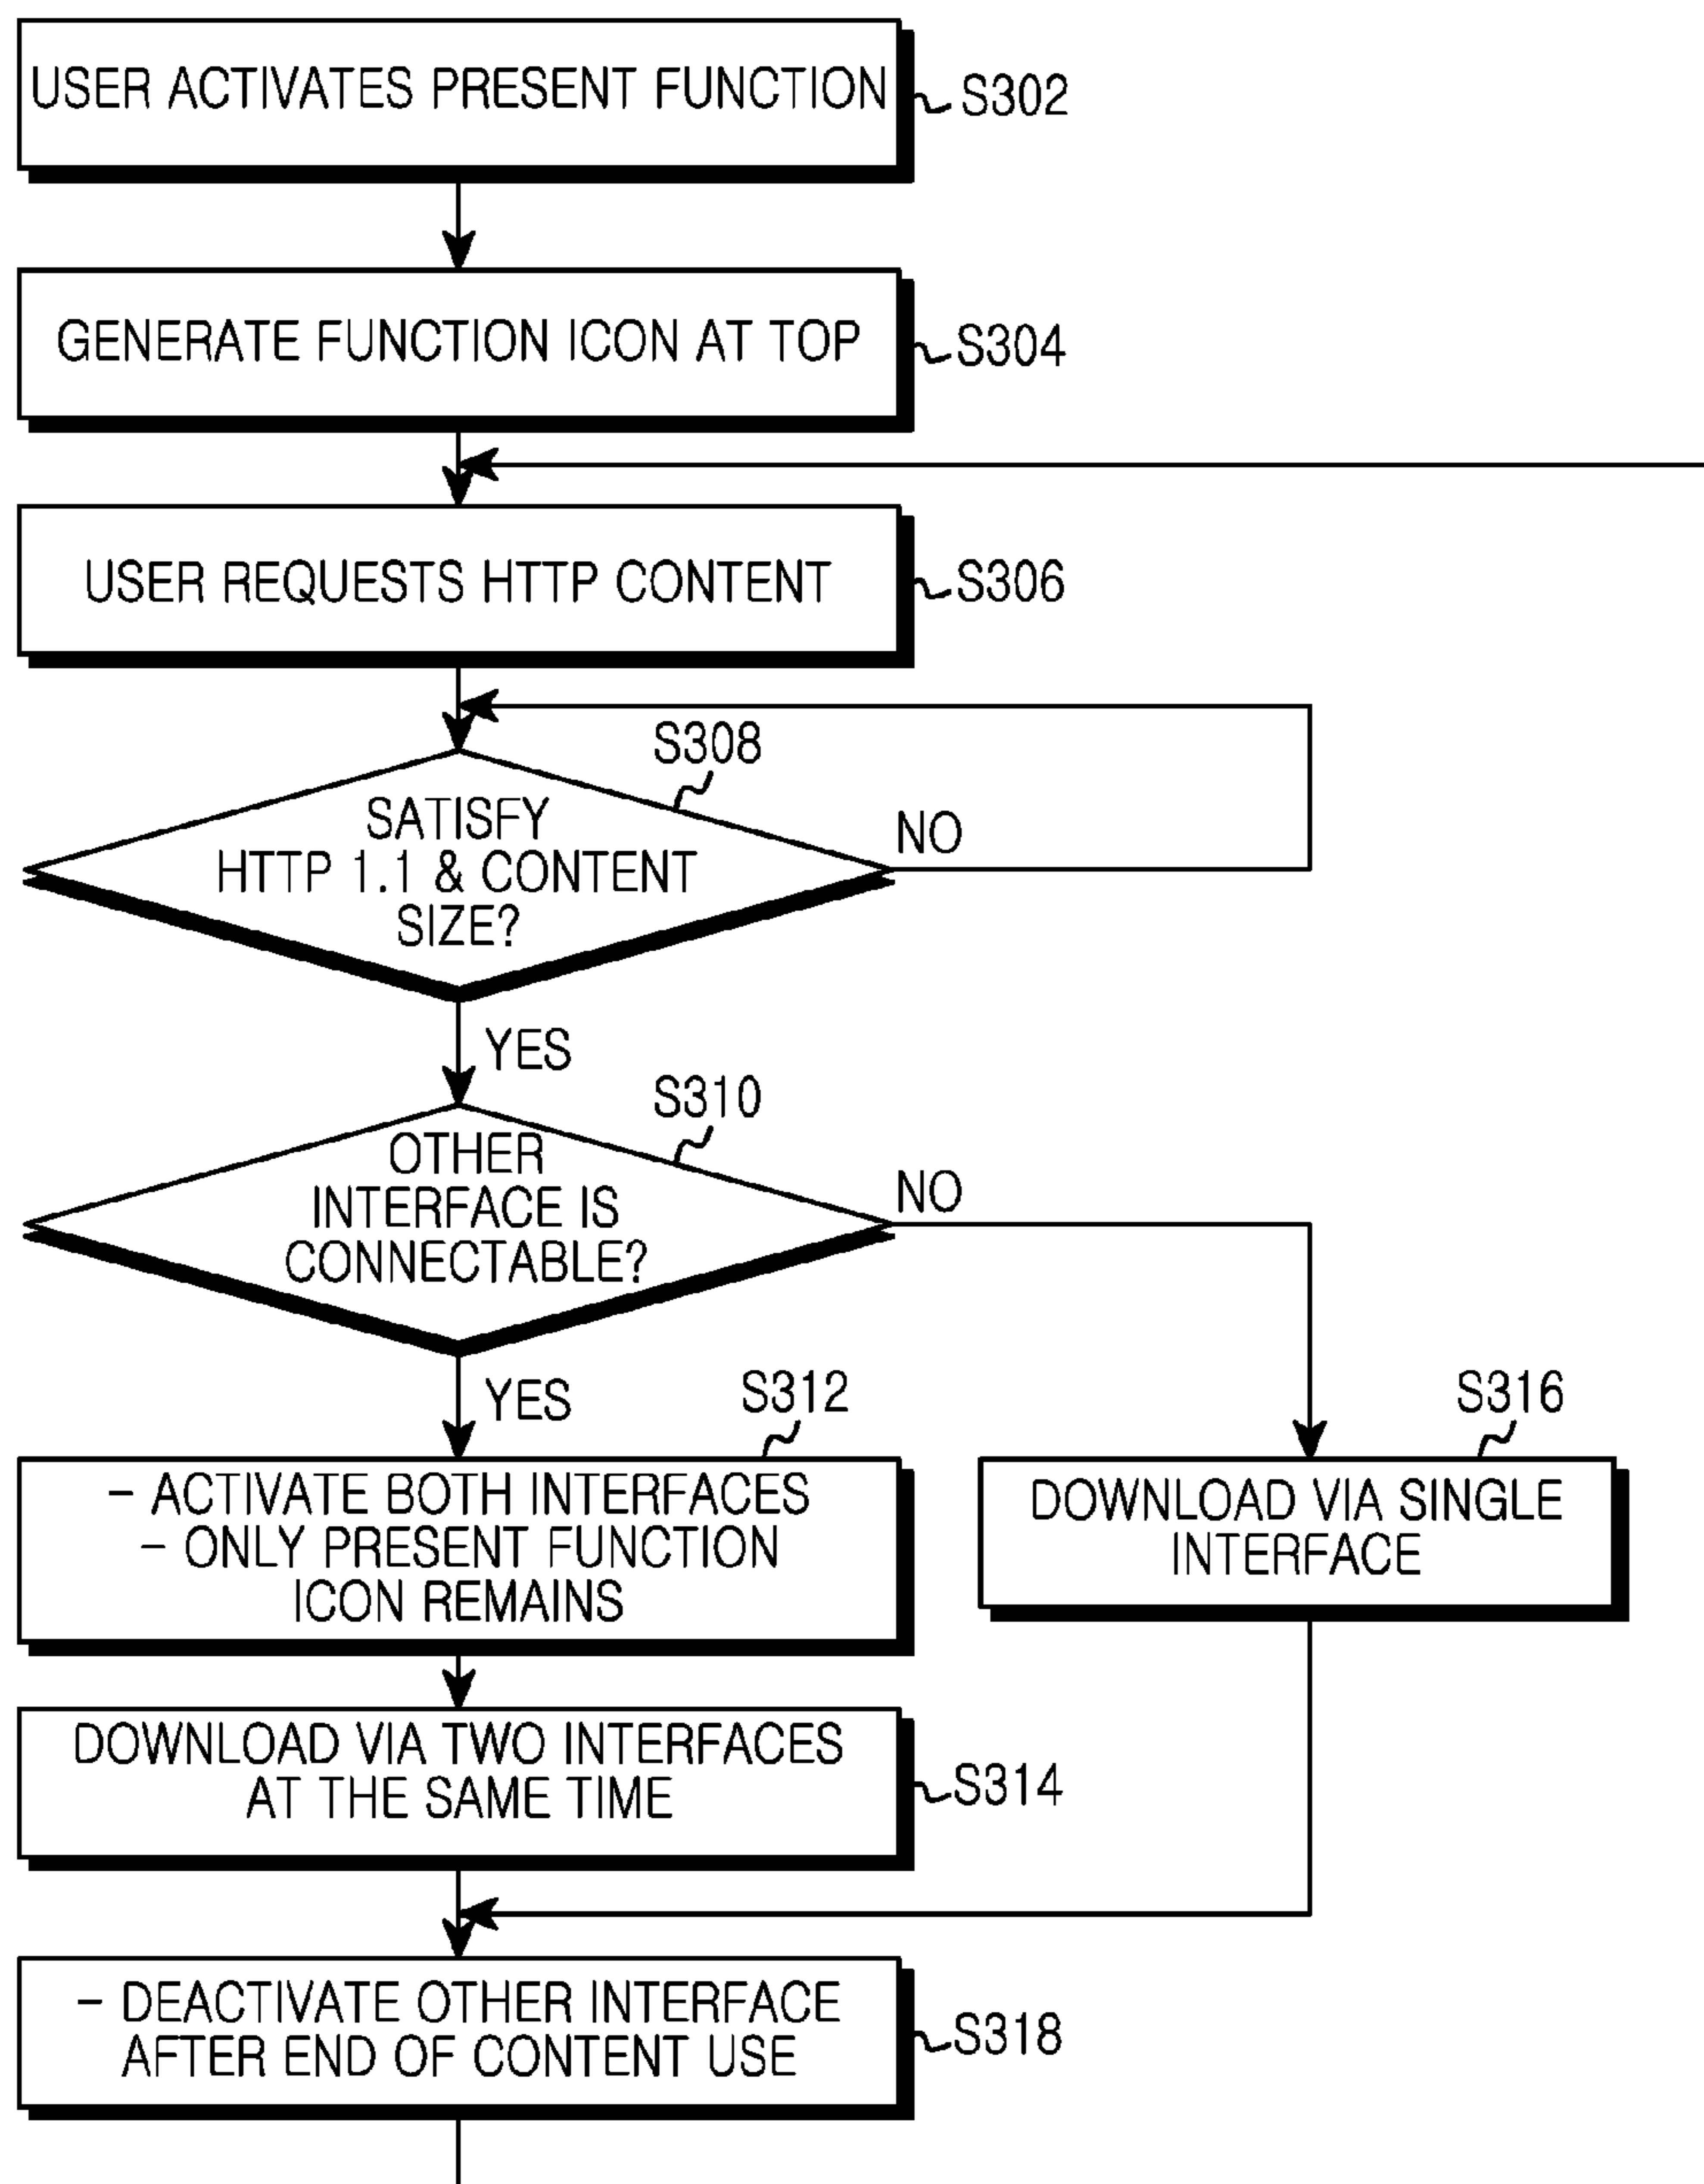 USER ACTIVATES PRESENT FUNCTION
S302
GENERATE FUNCTION ICON AT TOP
S304
USER REQUESTS HTTP CONTENT
S306
S308
SATISFY
HTTP 1.1 & CONTENT
SIZE?
NO
YES
S310
OTHER
INTERFACE IS
CONNECTABLE?
NO
YES
S312
- ACTIVATE BOTH INTERFACES
- ONLY PRESENT FUNCTION
ICON REMAINS
S316
DOWNLOAD VIA SINGLE
INTERFACE
DOWNLOAD VIA TWO INTERFACES
AT THE SAME TIME
S314
- DEACTIVATE OTHER INTERFACE
AFTER END OF CONTENT USE
S318